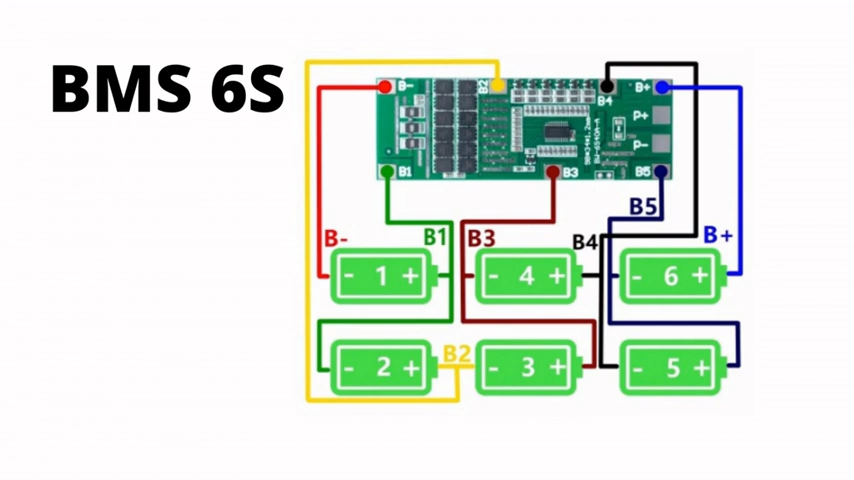 BMS 6S
B-
B2
B4
B+
P+
P-
B1
B3
B5
B5
B-
B1
B3
B4
B+
- 1 +
- 4 +
- 6 +
B2
- 2 +
- 3 +
- 5 +